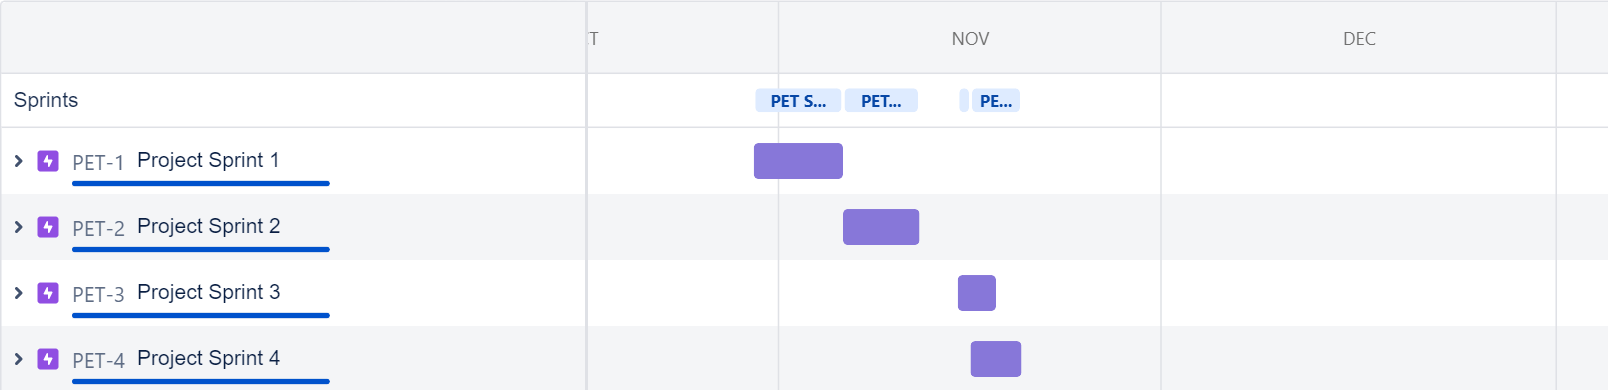 T NOV DEC
Sprints PET S... PET... PE...
PET-1 Project Sprint 1
PET-2 Project Sprint 2
PET-3 Project Sprint 3
PET-4 Project Sprint 4